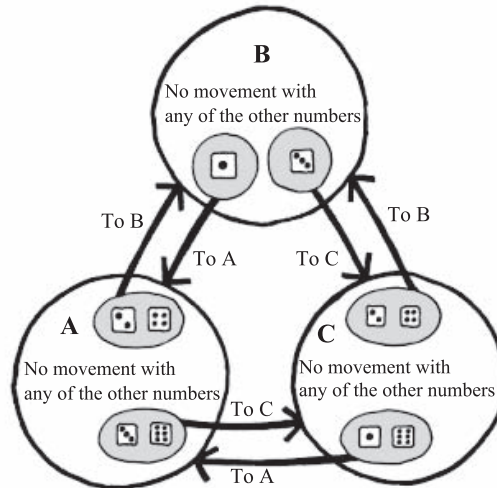 B
No movement with
any of the other numbers
To B
To A
To C
To B
A
No movement with
any of the other numbers
C
No movement with
any of the other numbers
To C
To A